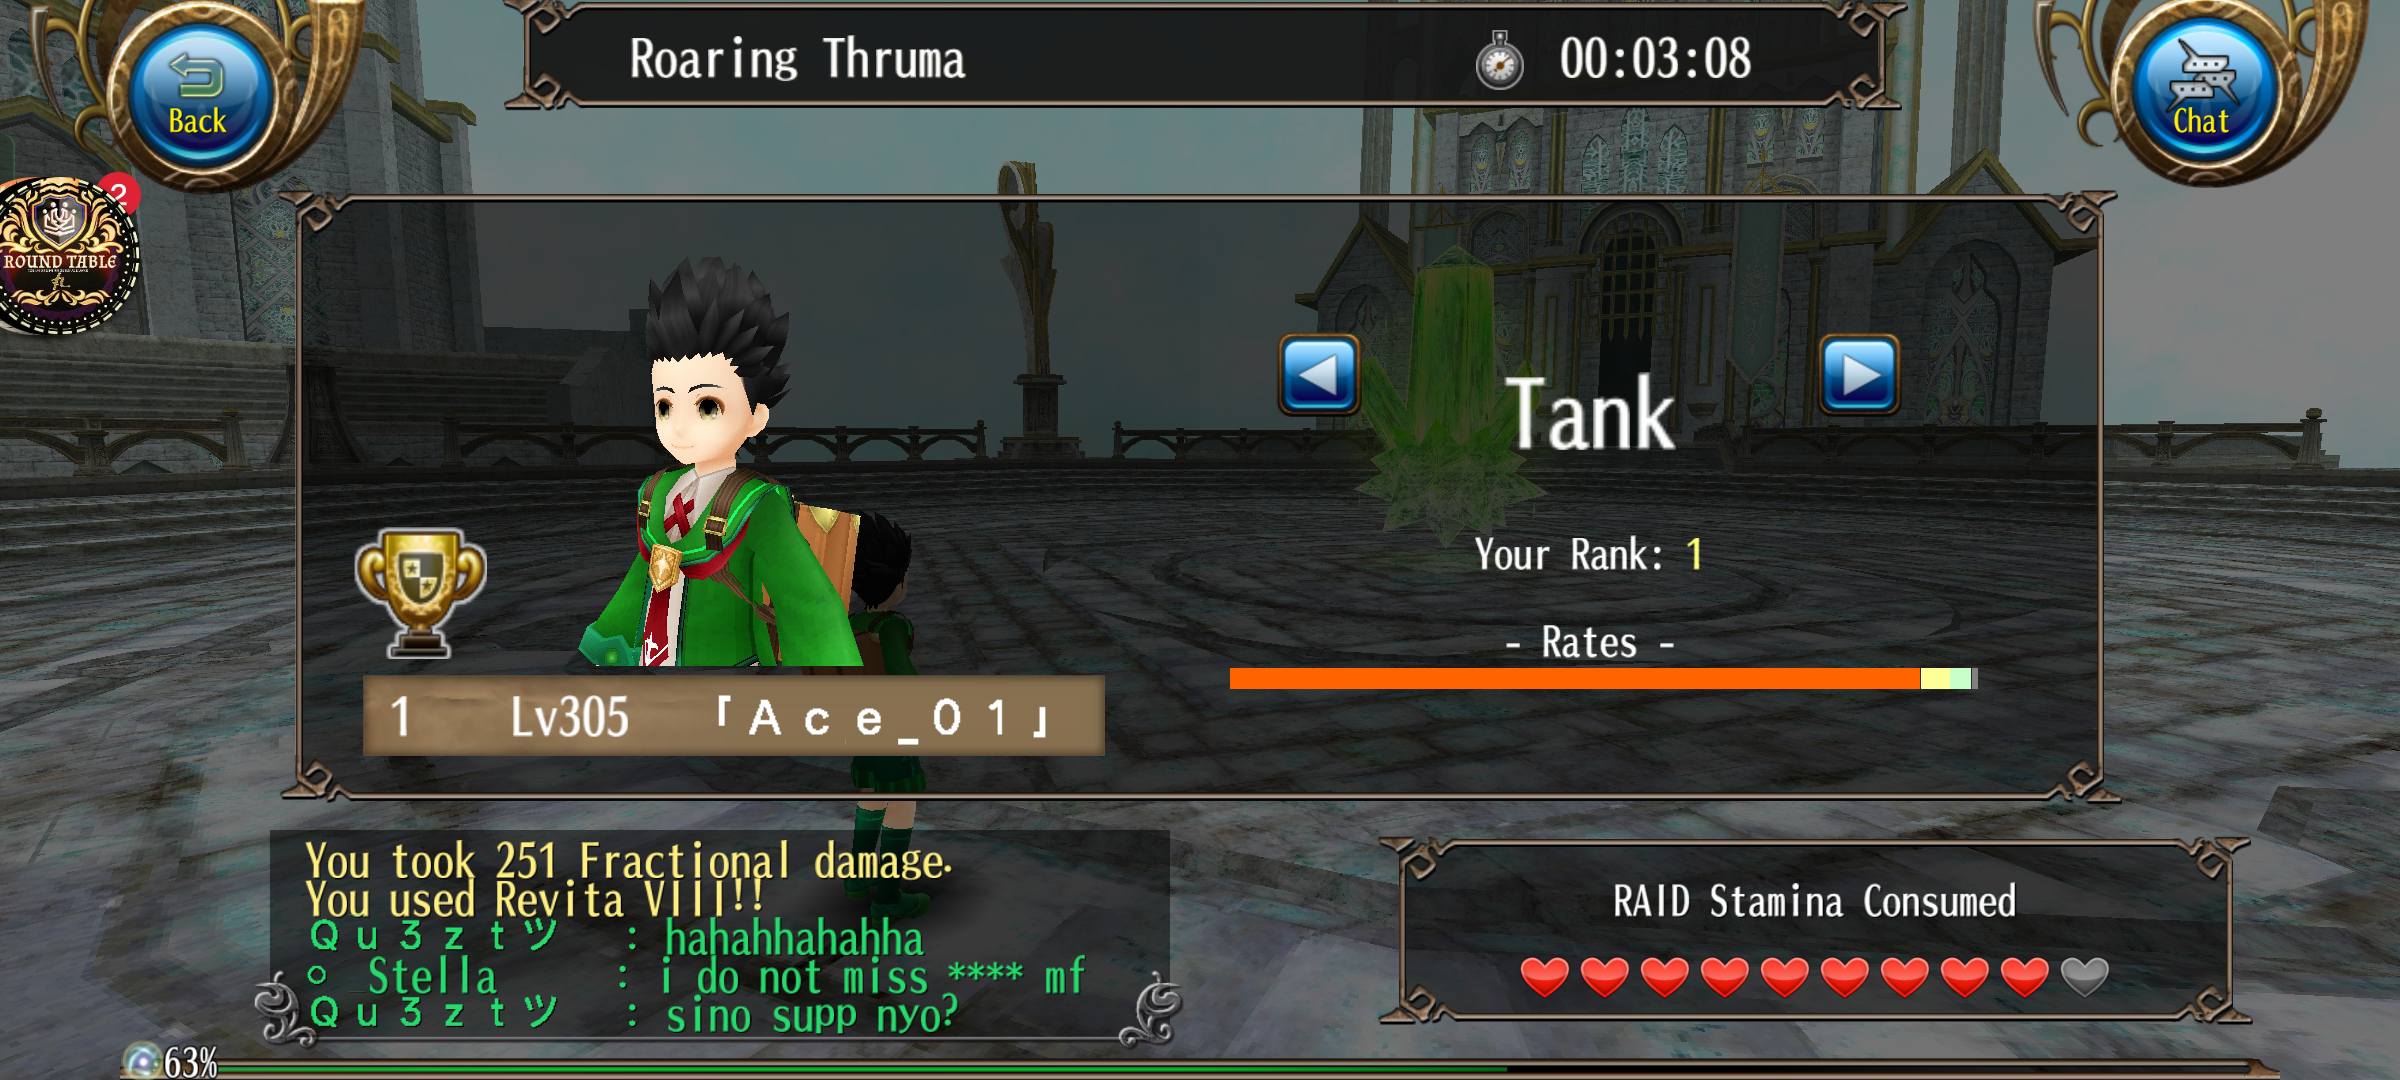 Roaring Thruma
00:03:08
Back
Chat
2
ROUND TABLE
Tank
Your Rank: 1
- Rates -
1 Lv305 「Ace_01」
You took 251 Fractional damage.
You used Revita VIII!!
Qu3ztツ : hahahhahahha
○ Stella : i do not miss **** mf
Qu3ztツ : sino supp nyo?
RAID Stamina Consumed
63%